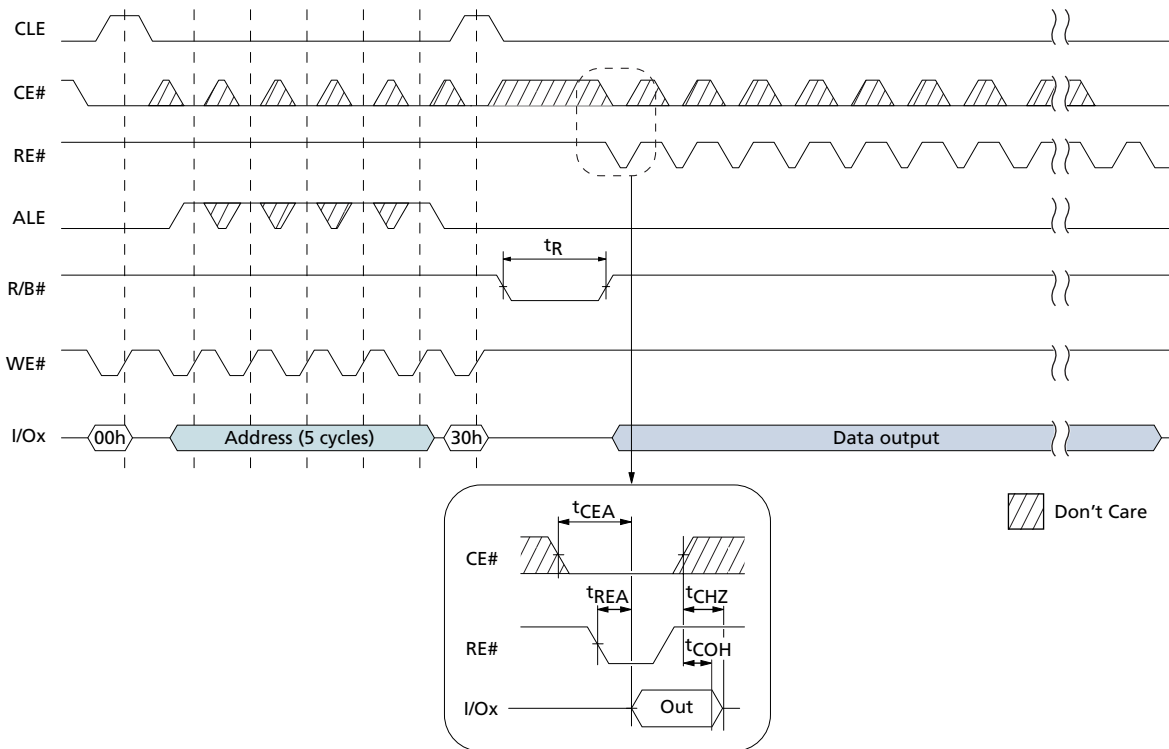 CLE
CE#
RE#
ALE
tR
R/B#
WE#
I/Ox 00h Address (5 cycles) 30h Data output
Don't Care
tCEA
CE#
tREA tCHZ
tCOH
RE#
I/Ox Out